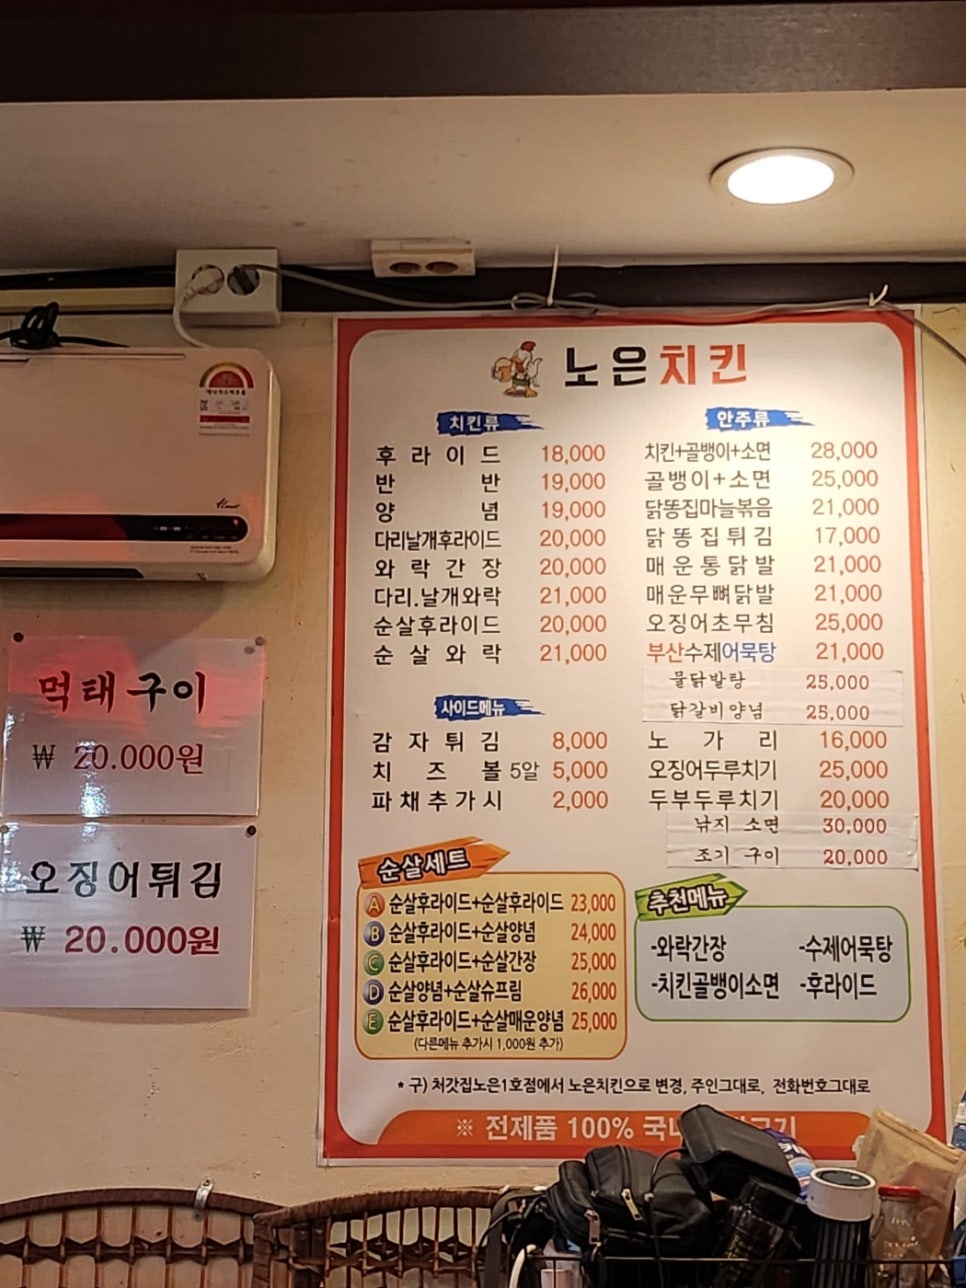 노은치킨
치킨류
후라이드 18,000
반 반 19,000
양 념 19,000
다리날개후라이드 20,000
와락간장 20,000
다리.날개와락 21,000
순살후라이드 20,000
순살와락 21,000
사이드메뉴
감자튀김 8,000
치즈볼 5알 5,000
파채추가시 2,000
안주류
치킨+골뱅이+소면 28,000
골뱅이+소면 25,000
닭똥집마늘볶음 21,000
닭똥집튀김 17,000
매운통닭발 21,000
매운무뼈닭발 21,000
오징어초무침 25,000
부산수제어묵탕 21,000
물닭발탕 25,000
닭갈비양념 25,000
노가리 16,000
오징어두루치기 25,000
두부두루치기 20,000
낚지 소면 30,000
조기 구이 20,000
순살세트
A 순살후라이드+순살후라이드 23,000
B 순살후라이드+순살양념 24,000
C 순살후라이드+순살간장 25,000
D 순살양념+순살슈프림 26,000
E 순살후라이드+순살매운양념 25,000
(다른메뉴 추가시 1,000원 추가)
추천메뉴
-와락간장 -수제어묵탕
-치킨골뱅이소면 -후라이드
* 구) 처갓집노은1호점에서 노은치킨으로 변경, 주인그대로, 전화번호그대로
※ 전제품 100%
먹태구이
₩ 20.000원
오징어튀김
₩ 20.000원